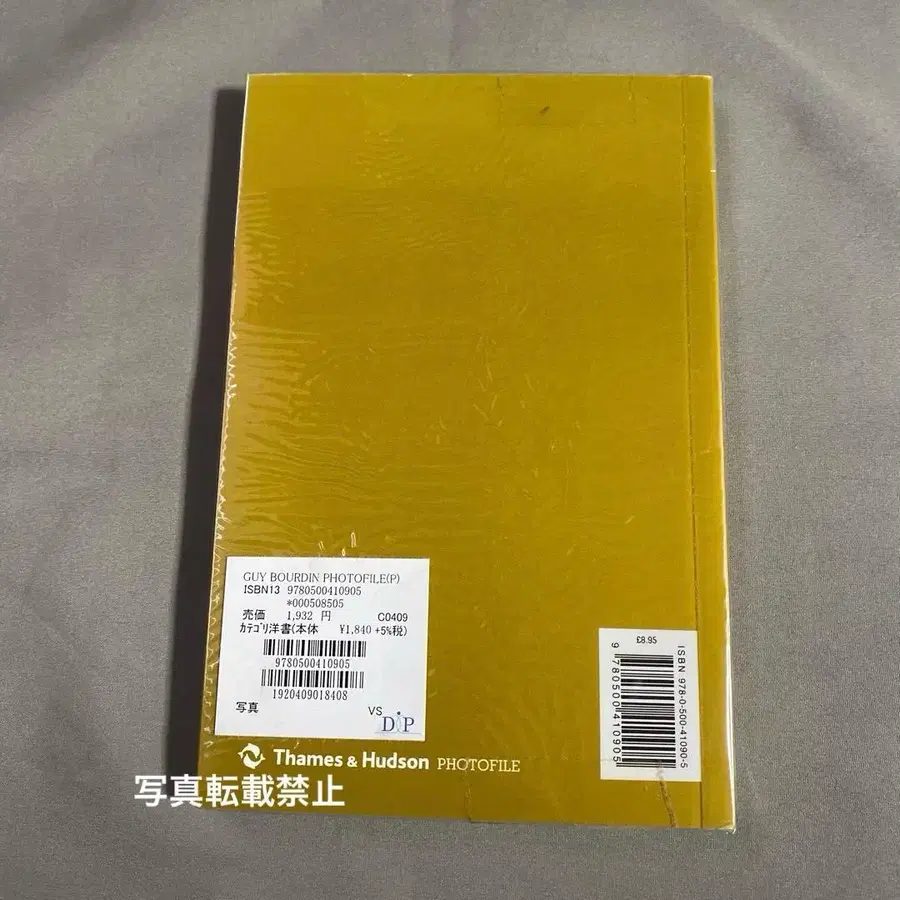 GUY BOURDIN PHOTOFILE(P)
ISBN13 9780500410905
*000508505
売価 1,932 円 C0409
ｶﾃｺﾞﾘ洋書(本体 ¥1,840 +5%税)
9780500410905
1920409018408
写真 VS DiP
£8.95
ISBN 978-0-500-41090-5
9 780500 410905
Thames & Hudson PHOTOFILE
写真転載禁止